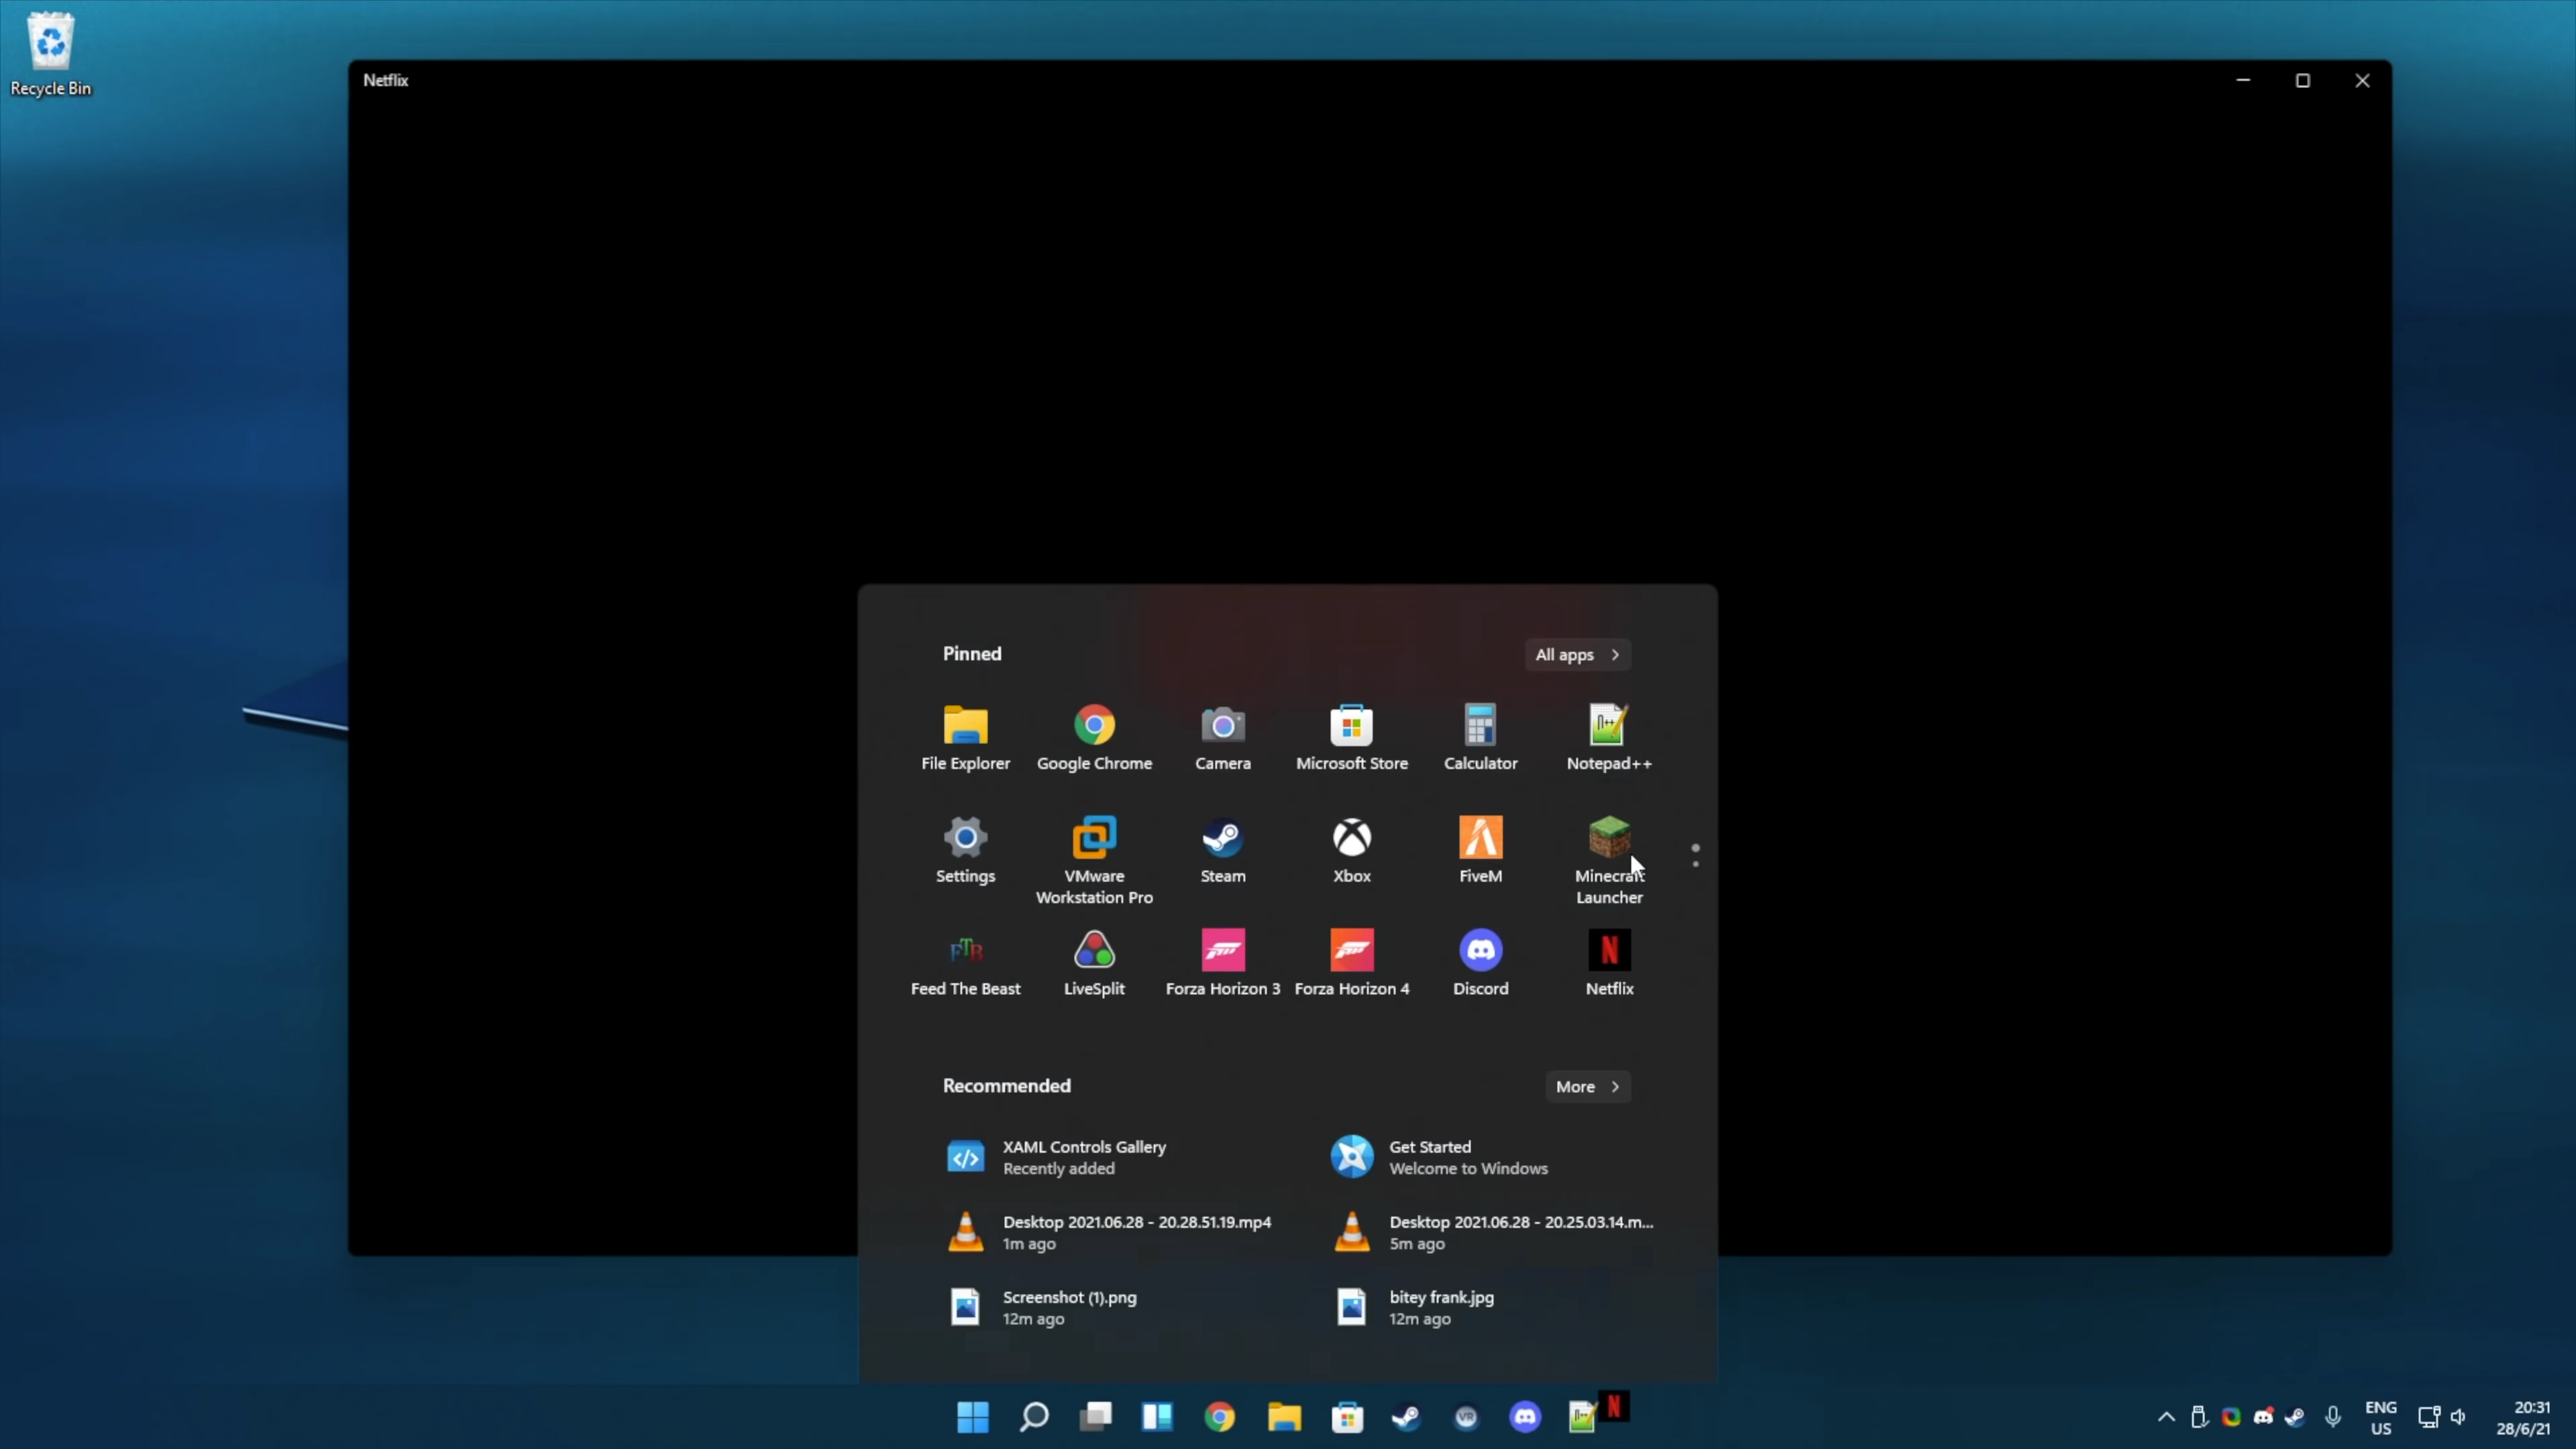 Recycle Bin
Netflix
Pinned
All apps
File Explorer
Google Chrome
Camera
Microsoft Store
Calculator
Notepad++
Settings
VMware
Workstation Pro
Steam
Xbox
FiveM
Minecraft
Launcher
FTB
Feed The Beast
LiveSplit
Forza Horizon 3
Forza Horizon 4
Discord
N
Netflix
Recommended
More
XAML Controls Gallery
Recently added
Get Started
Welcome to Windows
Desktop 2021.06.28 - 20.28.51.19.mp4
1m ago
Desktop 2021.06.28 - 20.25.03.14.m...
5m ago
Screenshot (1).png
12m ago
bitey frank.jpg
12m ago
VR
N
ENG
US
20:31
28/6/21